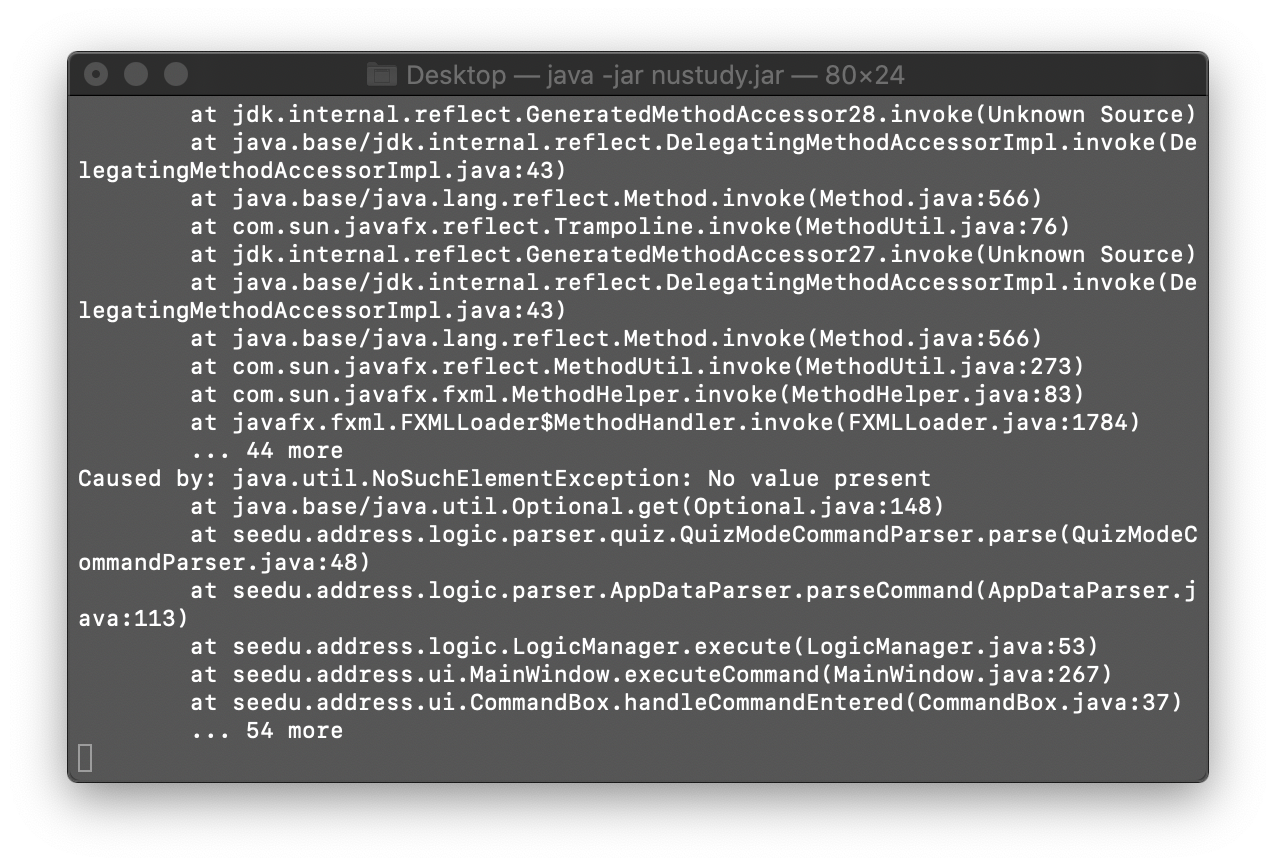 Desktop — java -jar nustudy.jar — 80×24
at jdk.internal.reflect.GeneratedMethodAccessor28.invoke(Unknown Source)
at java.base/jdk.internal.reflect.DelegatingMethodAccessorImpl.invoke(De
legatingMethodAccessorImpl.java:43)
at java.base/java.lang.reflect.Method.invoke(Method.java:566)
at com.sun.javafx.reflect.Trampoline.invoke(MethodUtil.java:76)
at jdk.internal.reflect.GeneratedMethodAccessor27.invoke(Unknown Source)
at java.base/jdk.internal.reflect.DelegatingMethodAccessorImpl.invoke(De
legatingMethodAccessorImpl.java:43)
at java.base/java.lang.reflect.Method.invoke(Method.java:566)
at com.sun.javafx.reflect.MethodUtil.invoke(MethodUtil.java:273)
at com.sun.javafx.fxml.MethodHelper.invoke(MethodHelper.java:83)
at javafx.fxml.FXMLLoader$MethodHandler.invoke(FXMLLoader.java:1784)
... 44 more
Caused by: java.util.NoSuchElementException: No value present
at java.base/java.util.Optional.get(Optional.java:148)
at seedu.address.logic.parser.quiz.QuizModeCommandParser.parse(QuizModeC
ommandParser.java:48)
at seedu.address.logic.parser.AppDataParser.parseCommand(AppDataParser.j
ava:113)
at seedu.address.logic.LogicManager.execute(LogicManager.java:53)
at seedu.address.ui.MainWindow.executeCommand(MainWindow.java:267)
at seedu.address.ui.CommandBox.handleCommandEntered(CommandBox.java:37)
... 54 more